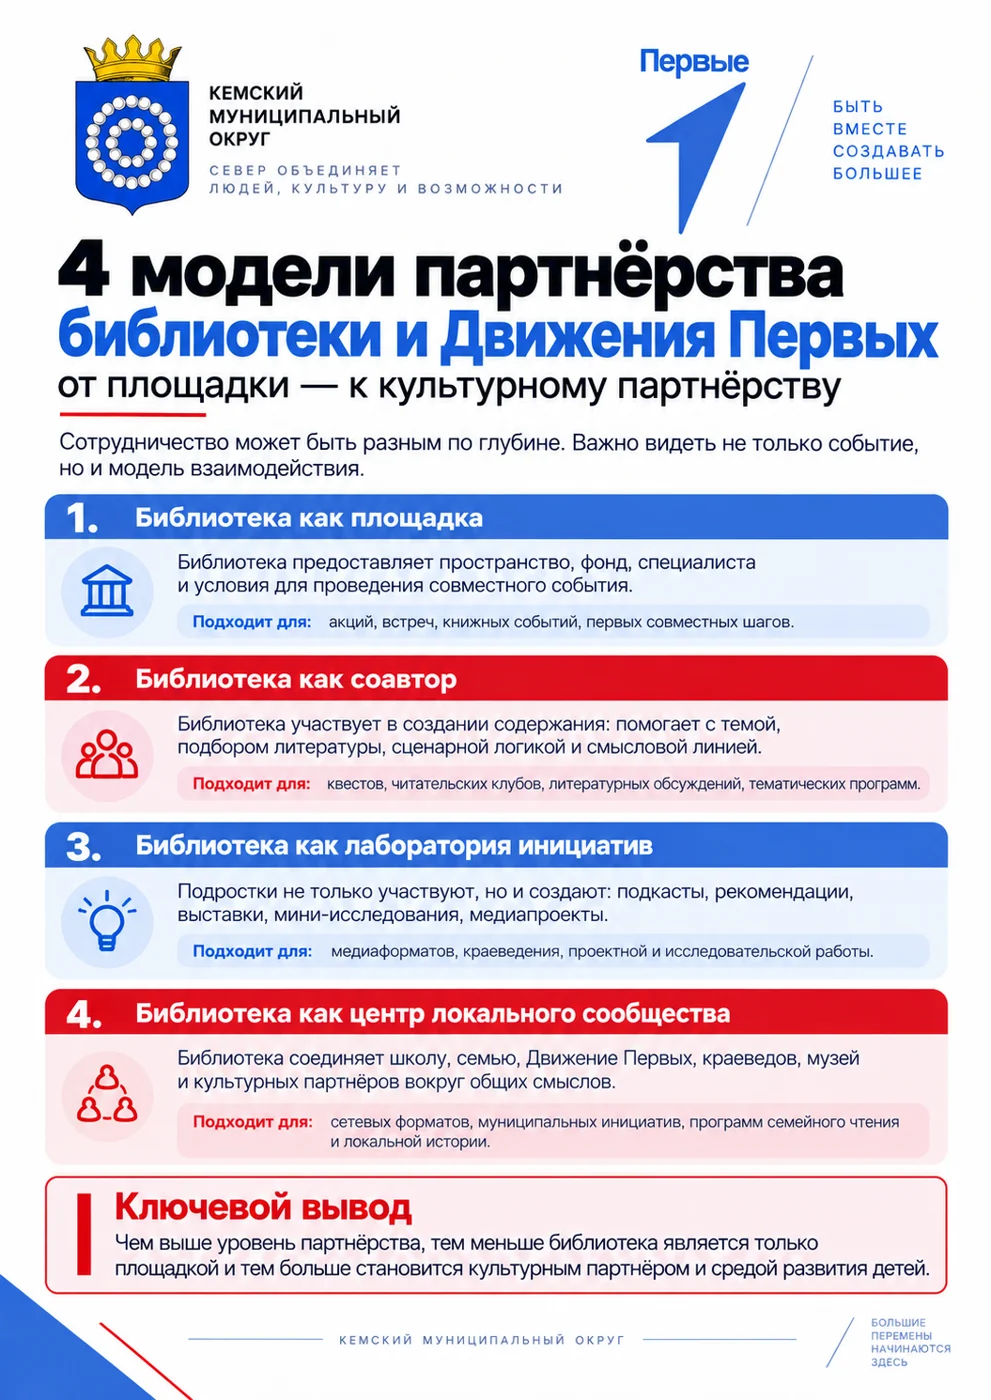 КЕМСКИЙ
МУНИЦИПАЛЬНЫЙ
ОКРУГ
СЕВЕР ОБЪЕДИНЯЕТ
ЛЮДЕЙ, КУЛЬТУРУ И ВОЗМОЖНОСТИ
Первые
БЫТЬ
ВМЕСТЕ
СОЗДАВАТЬ
БОЛЬШЕЕ
4 модели партнёрства
библиотеки и Движения Первых
от площадки — к культурному партнёрству
Сотрудничество может быть разным по глубине. Важно видеть не только событие,
но и модель взаимодействия.
1. Библиотека как площадка
Библиотека предоставляет пространство, фонд, специалиста
и условия для проведения совместного события.
Подходит для: акций, встреч, книжных событий, первых совместных шагов.
2. Библиотека как соавтор
Библиотека участвует в создании содержания: помогает с темой,
подбором литературы, сценарной логикой и смысловой линией.
Подходит для: квестов, читательских клубов, литературных обсуждений, тематических программ.
3. Библиотека как лаборатория инициатив
Подростки не только участвуют, но и создают: подкасты, рекомендации,
выставки, мини-исследования, медиапроекты.
Подходит для: медиаформатов, краеведения, проектной и исследовательской работы.
4. Библиотека как центр локального сообщества
Библиотека соединяет школу, семью, Движение Первых, краеведов, музей
и культурных партнёров вокруг общих смыслов.
Подходит для: сетевых форматов, муниципальных инициатив, программ семейного чтения
и локальной истории.
Ключевой вывод
Чем выше уровень партнёрства, тем меньше библиотека является только
площадкой и тем больше становится культурным партнёром и средой развития детей.
КЕМСКИЙ МУНИЦИПАЛЬНЫЙ ОКРУГ
БОЛЬШИЕ
ПЕРЕМЕНЫ
НАЧИНАЮТСЯ
ЗДЕСЬ